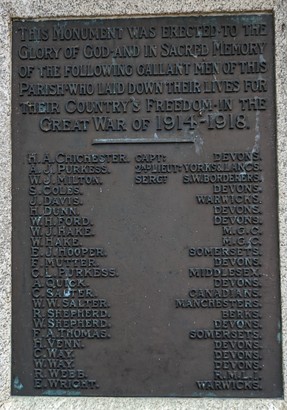 THIS MONUMENT WAS ERECTED·TO THE
GLORY OF GOD·AND IN SACRED MEMORY
OF THE FOLLOWING GALLANT MEN OF THIS
PARISH·WHO LAID DOWN THEIR LIVES FOR
THEIR COUNTRY'S FREEDOM·IN THE
GREAT WAR OF 1914-1918.
H. A. CHICHESTER. CAPT: DEVONS.
A. J. PURKESS. 2ND LIEUT: YORKS & LANCS.
W. J. MILTON. SERGT S.W. BORDERERS.
S. COLES. DEVONS.
J. DAVIS. WARWICKS.
H. DUNN. DEVONS.
W. H. FORD. DEVONS.
W. J. HAKE. M.G.C.
W. HAKE. M.G.C.
E. J. HOOPER. SOMERSETS.
F. MUTTER. DEVONS.
C. L. PURKESS. MIDDLESEX.
A. QUICK. DEVONS.
C. SALTER. CANADIANS.
W. W. SALTER. MANCHESTERS.
R. SHEPHERD. BERKS.
W. SHEPHERD. DEVONS.
F. A. THOMAS. SOMERSETS.
H. VENN. DEVONS.
C. WAY. DEVONS.
W. WAY. DEVONS.
R. WEBB. R.M.L.I.
E. WRIGHT. WARWICKS.